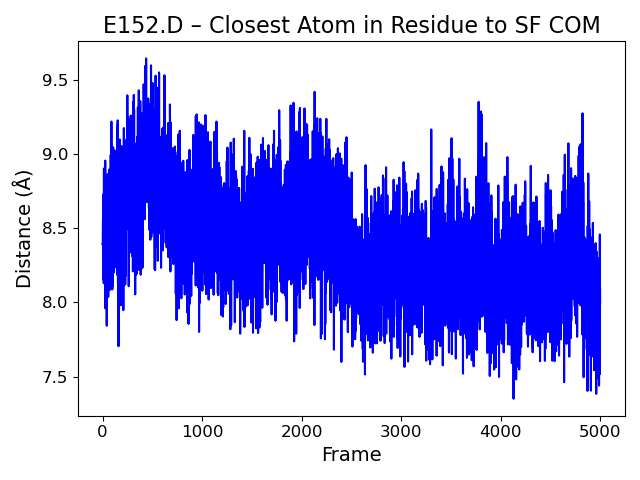 E152.D – Closest Atom in Residue to SF COM
Distance (Å)
9.5
9.0
8.5
8.0
7.5
0 1000 2000 3000 4000 5000
Frame